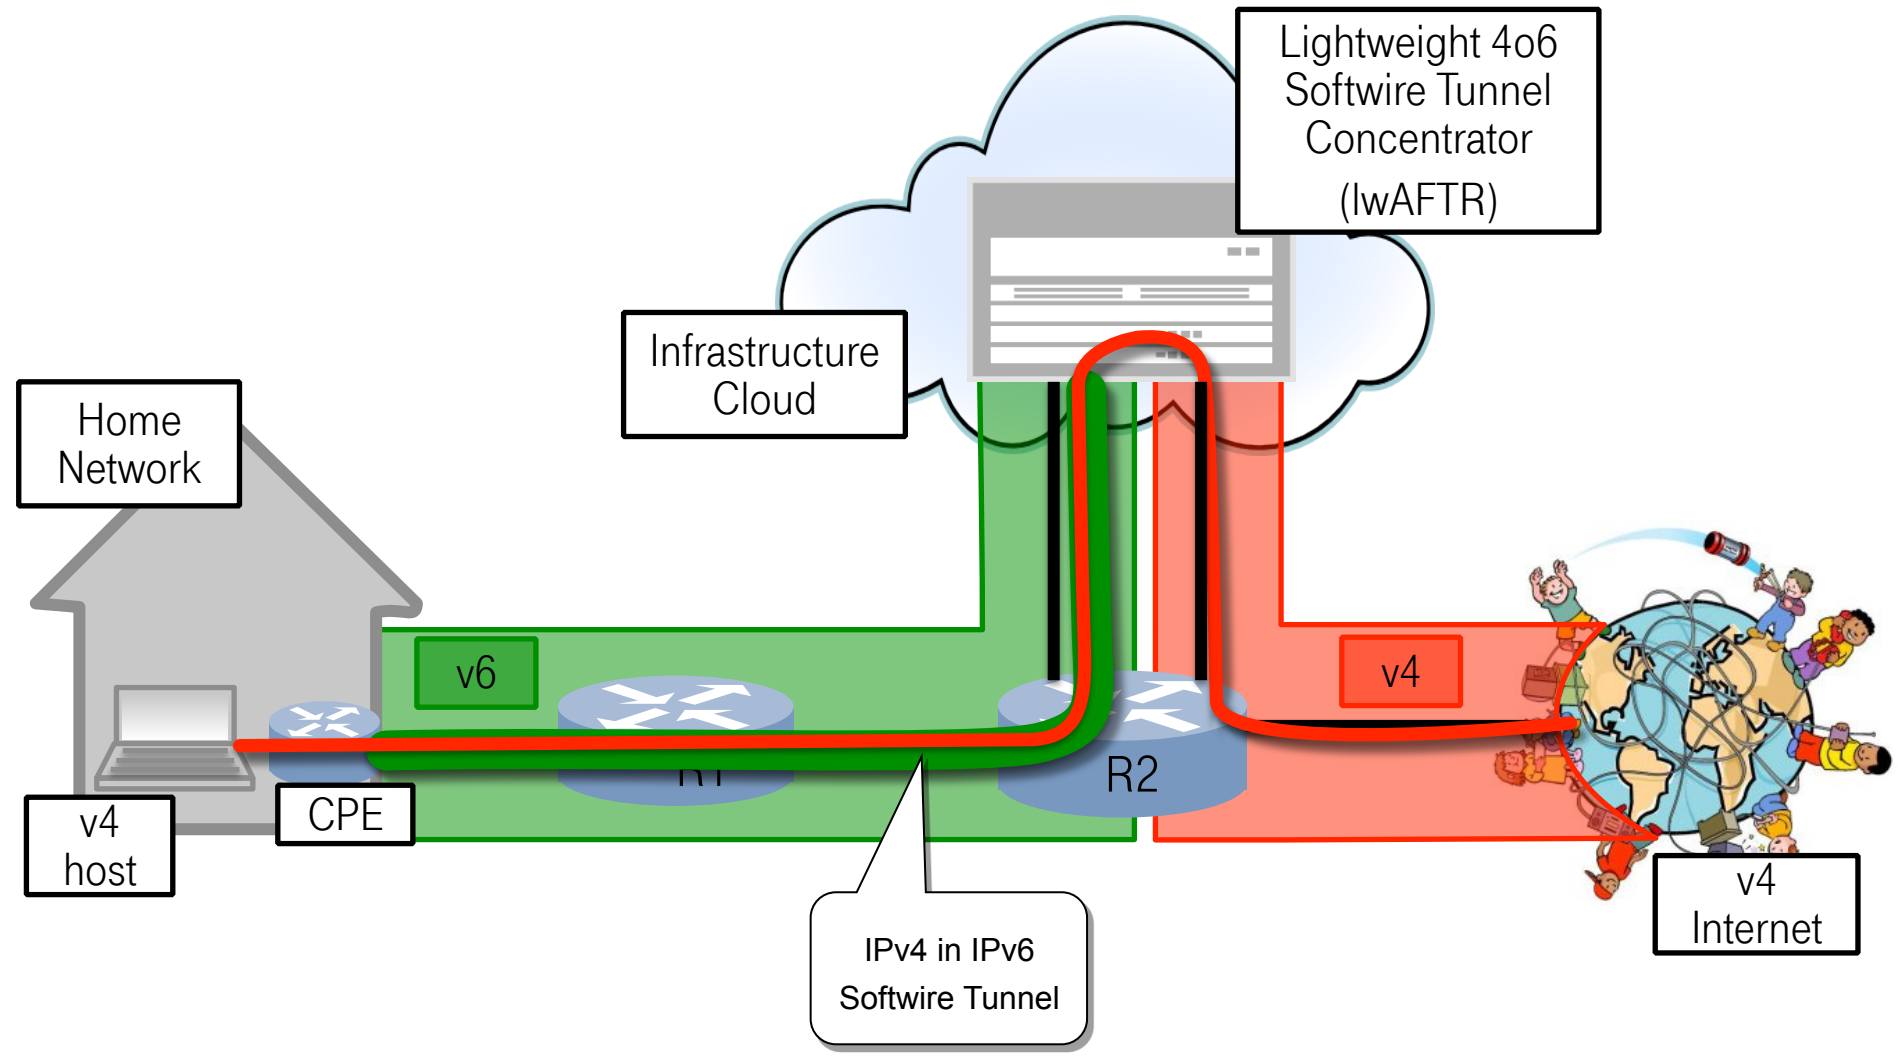 Lightweight 4o6
Softwire Tunnel
Concentrator
(lwAFTR)
Infrastructure
Cloud
Home
Network
v6
v4
R1
R2
CPE
v4
host
v4
Internet
IPv4 in IPv6
Softwire Tunnel